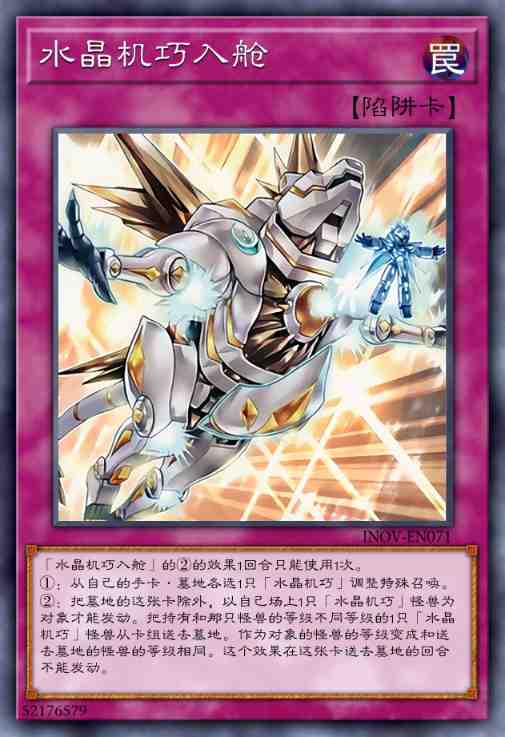 水晶机巧入舱
罠
【陷阱卡】
INOV-EN071
「水晶机巧入舱」的②的效果1回合只能使用1次。
①：从自己的手卡·墓地各选1只「水晶机巧」调整特殊召唤。
②：把墓地的这张卡除外，以自己场上1只「水晶机巧」怪兽为
对象才能发动。把持有和那只怪兽的等级不同等级的1只「水晶
机巧」怪兽从卡组送去墓地。作为对象的怪兽的等级变成和送
去墓地的怪兽的等级相同。这个效果在这张卡送去墓地的回合
不能发动。
52176579